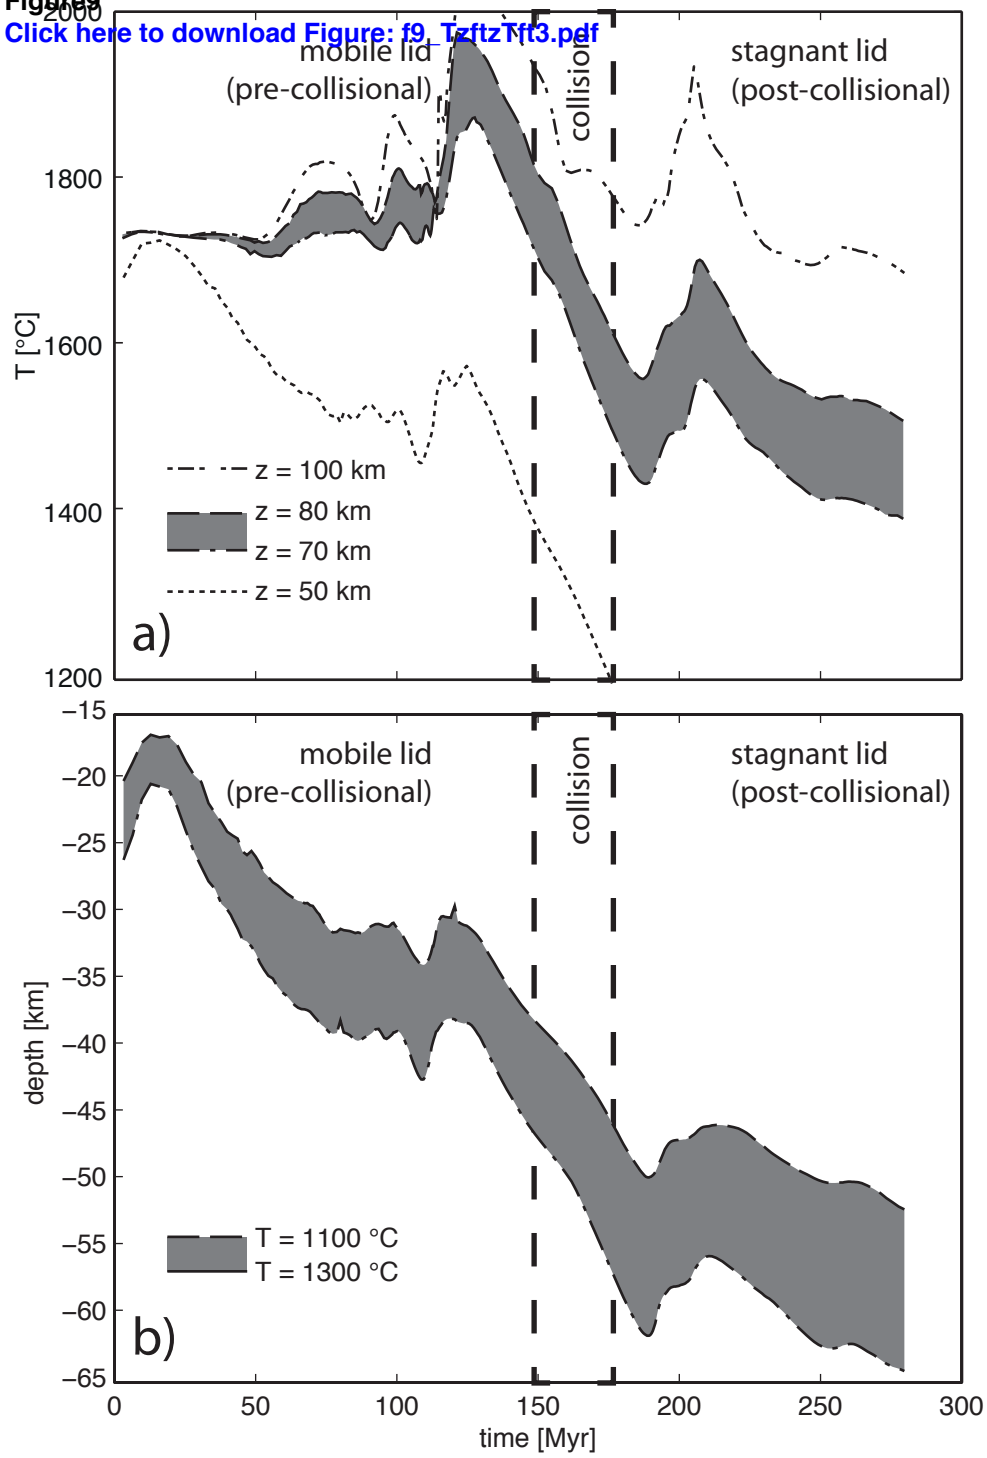 Figure9
Click here to download Figure: f9_TzftzTft3.pdf
2000
mobile lid
(pre-collisional)
collision
stagnant lid
(post-collisional)
1800
1600
T [°C]
1400
1200
z = 100 km
z = 80 km
z = 70 km
z = 50 km
a)
−15
mobile lid
(pre-collisional)
collision
stagnant lid
(post-collisional)
−20
−25
−30
−35
−40
depth [km]
−45
−50
−55
−60
−65
T = 1100 °C
T = 1300 °C
b)
0 50 100 150 200 250 300
time [Myr]